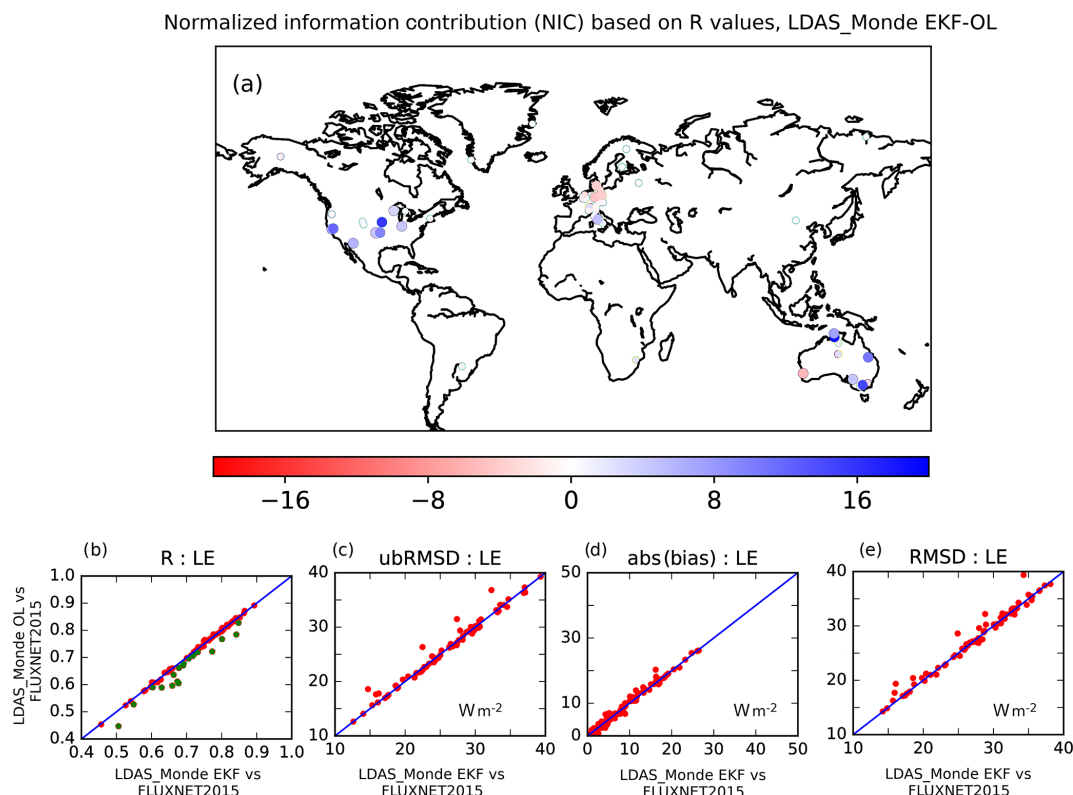 Normalized information contribution (NIC) based on R values, LDAS_Monde EKF-OL
(a)
−16 −8 0 8 16
(b) R : LE
(c) ubRMSD : LE
(d) abs(bias) : LE
(e) RMSD : LE
LDAS_Monde OL vs
FLUXNET2015
1.0
0.9
0.8
0.7
0.6
0.5
0.4
0.4 0.5 0.6 0.7 0.8 0.9 1.0
LDAS_Monde EKF vs
FLUXNET2015
40
30
20
10
W m-2
10 20 30 40
LDAS_Monde EKF vs
FLUXNET2015
50
30
10
0
W m-2
0 10 20 30 40 50
LDAS_Monde EKF vs
FLUXNET2015
40
30
20
10
W m-2
10 20 30 40
LDAS_Monde EKF vs
FLUXNET2015